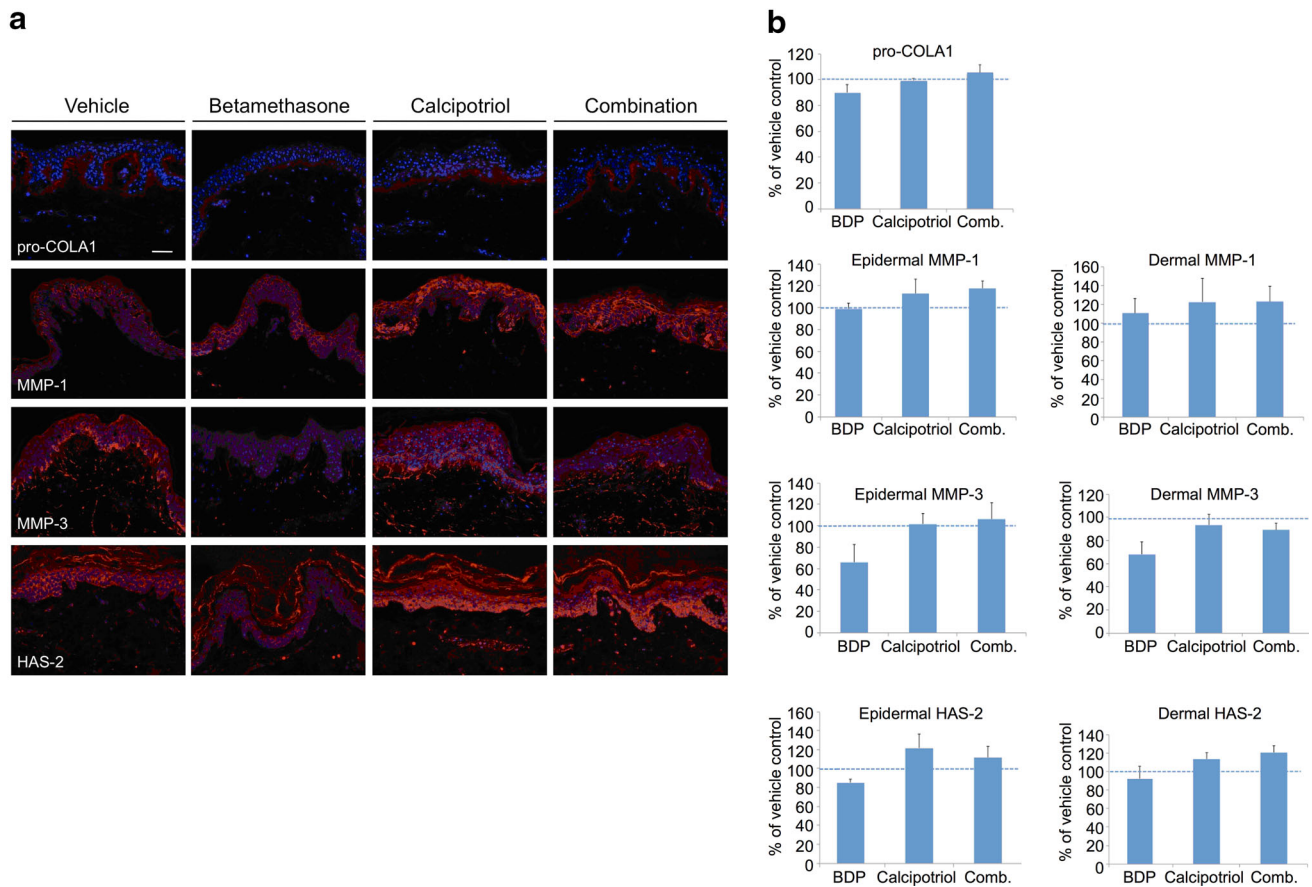 a
Vehicle Betamethasone Calcipotriol Combination
pro-COLA1
MMP-1
MMP-3
HAS-2
b
pro-COLA1
% of vehicle control
120
100
80
60
40
20
0
BDP Calcipotriol Comb.
Epidermal MMP-1
% of vehicle control
140
120
100
80
60
40
20
0
BDP Calcipotriol Comb.
Dermal MMP-1
% of vehicle control
160
140
120
100
80
60
40
20
0
BDP Calcipotriol Comb.
Epidermal MMP-3
% of vehicle control
140
120
100
80
60
40
20
0
BDP Calcipotriol Comb.
Dermal MMP-3
% of vehicle control
120
100
80
60
40
20
0
BDP Calcipotriol Comb.
Epidermal HAS-2
% of vehicle control
160
140
120
100
80
60
40
20
0
BDP Calcipotriol Comb.
Dermal HAS-2
% of vehicle control
140
120
100
80
60
40
20
0
BDP Calcipotriol Comb.